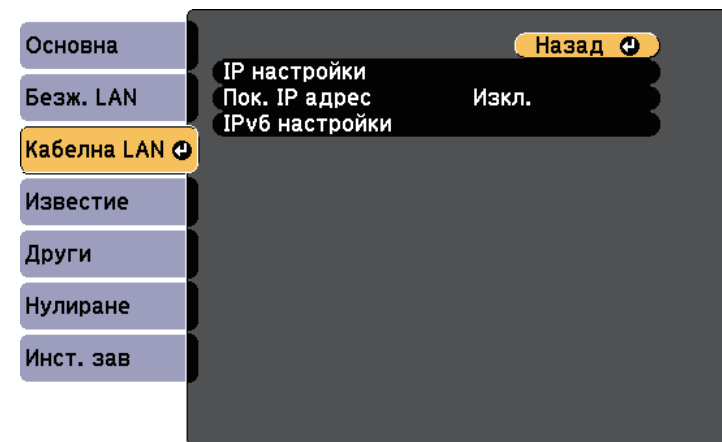 Основна
Безж. LAN
Кабелна LAN
Известие
Други
Нулиране
Инст. зав
Назад
IP настройки
Пок. IP адрес Изкл.
IPv6 настройки